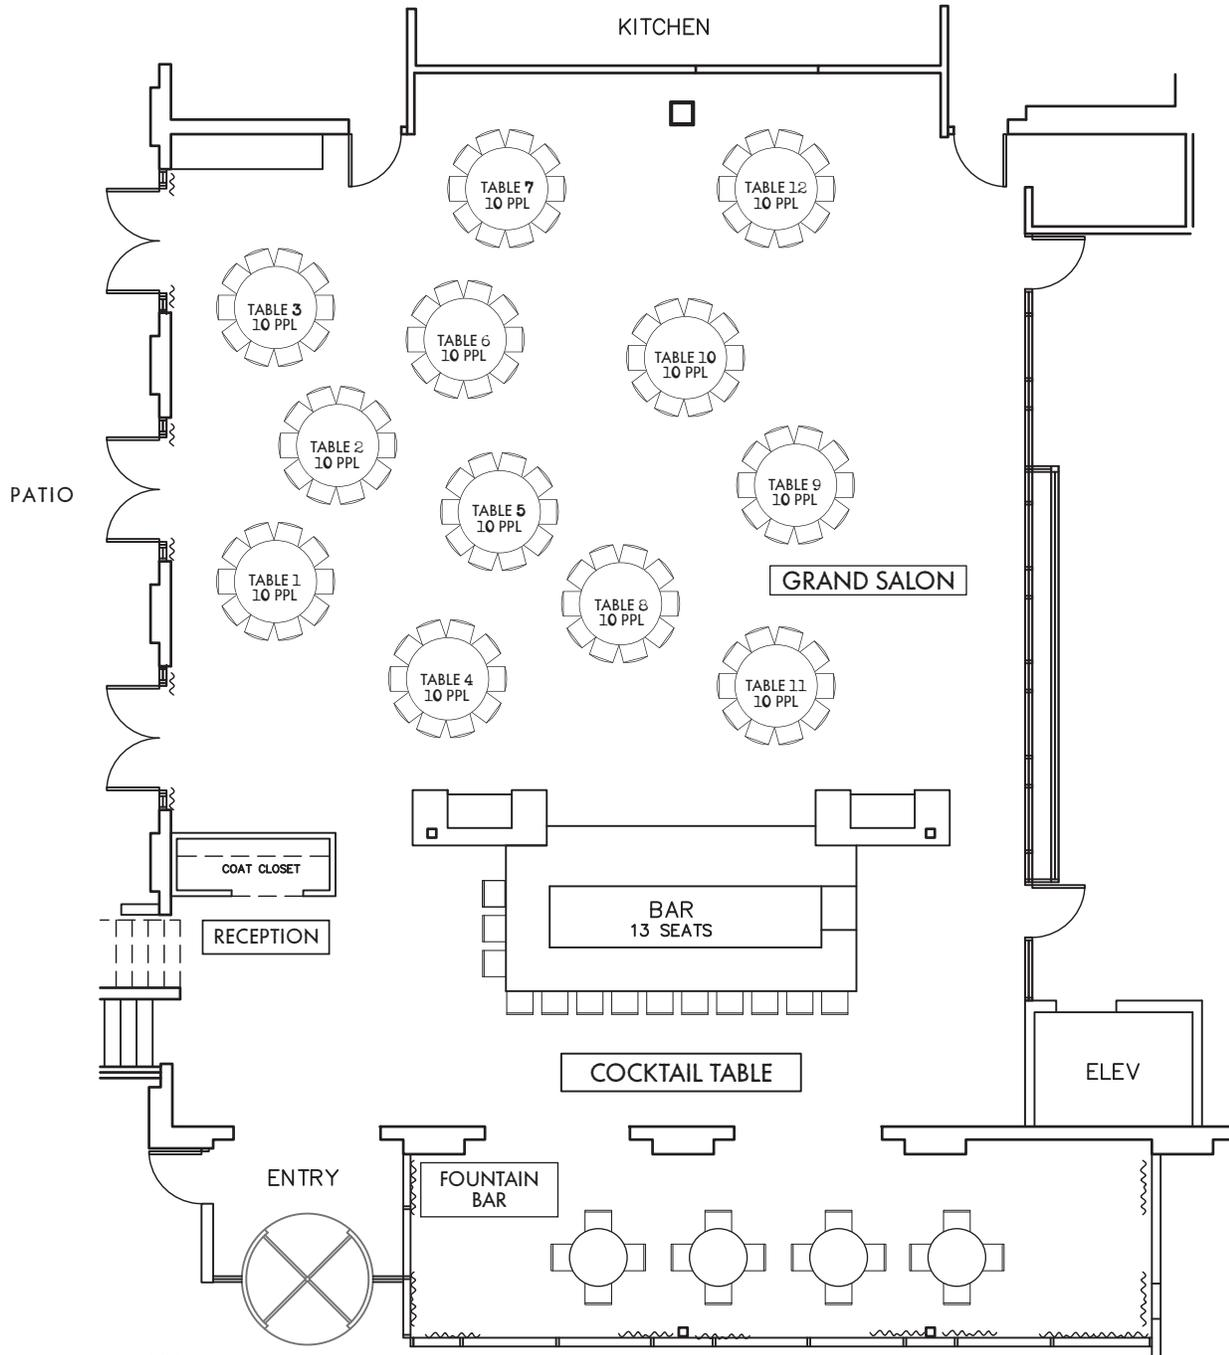 KITCHEN
TABLE 7
10 PPL
TABLE 12
10 PPL
TABLE 3
10 PPL
TABLE 6
10 PPL
TABLE 10
10 PPL
TABLE 2
10 PPL
TABLE 9
10 PPL
PATIO
TABLE 5
10 PPL
TABLE 1
10 PPL
GRAND SALON
TABLE 8
10 PPL
TABLE 4
10 PPL
TABLE 11
10 PPL
COAT CLOSET
RECEPTION
BAR
13 SEATS
COCKTAIL TABLE
ELEV
ENTRY
FOUNTAIN
BAR